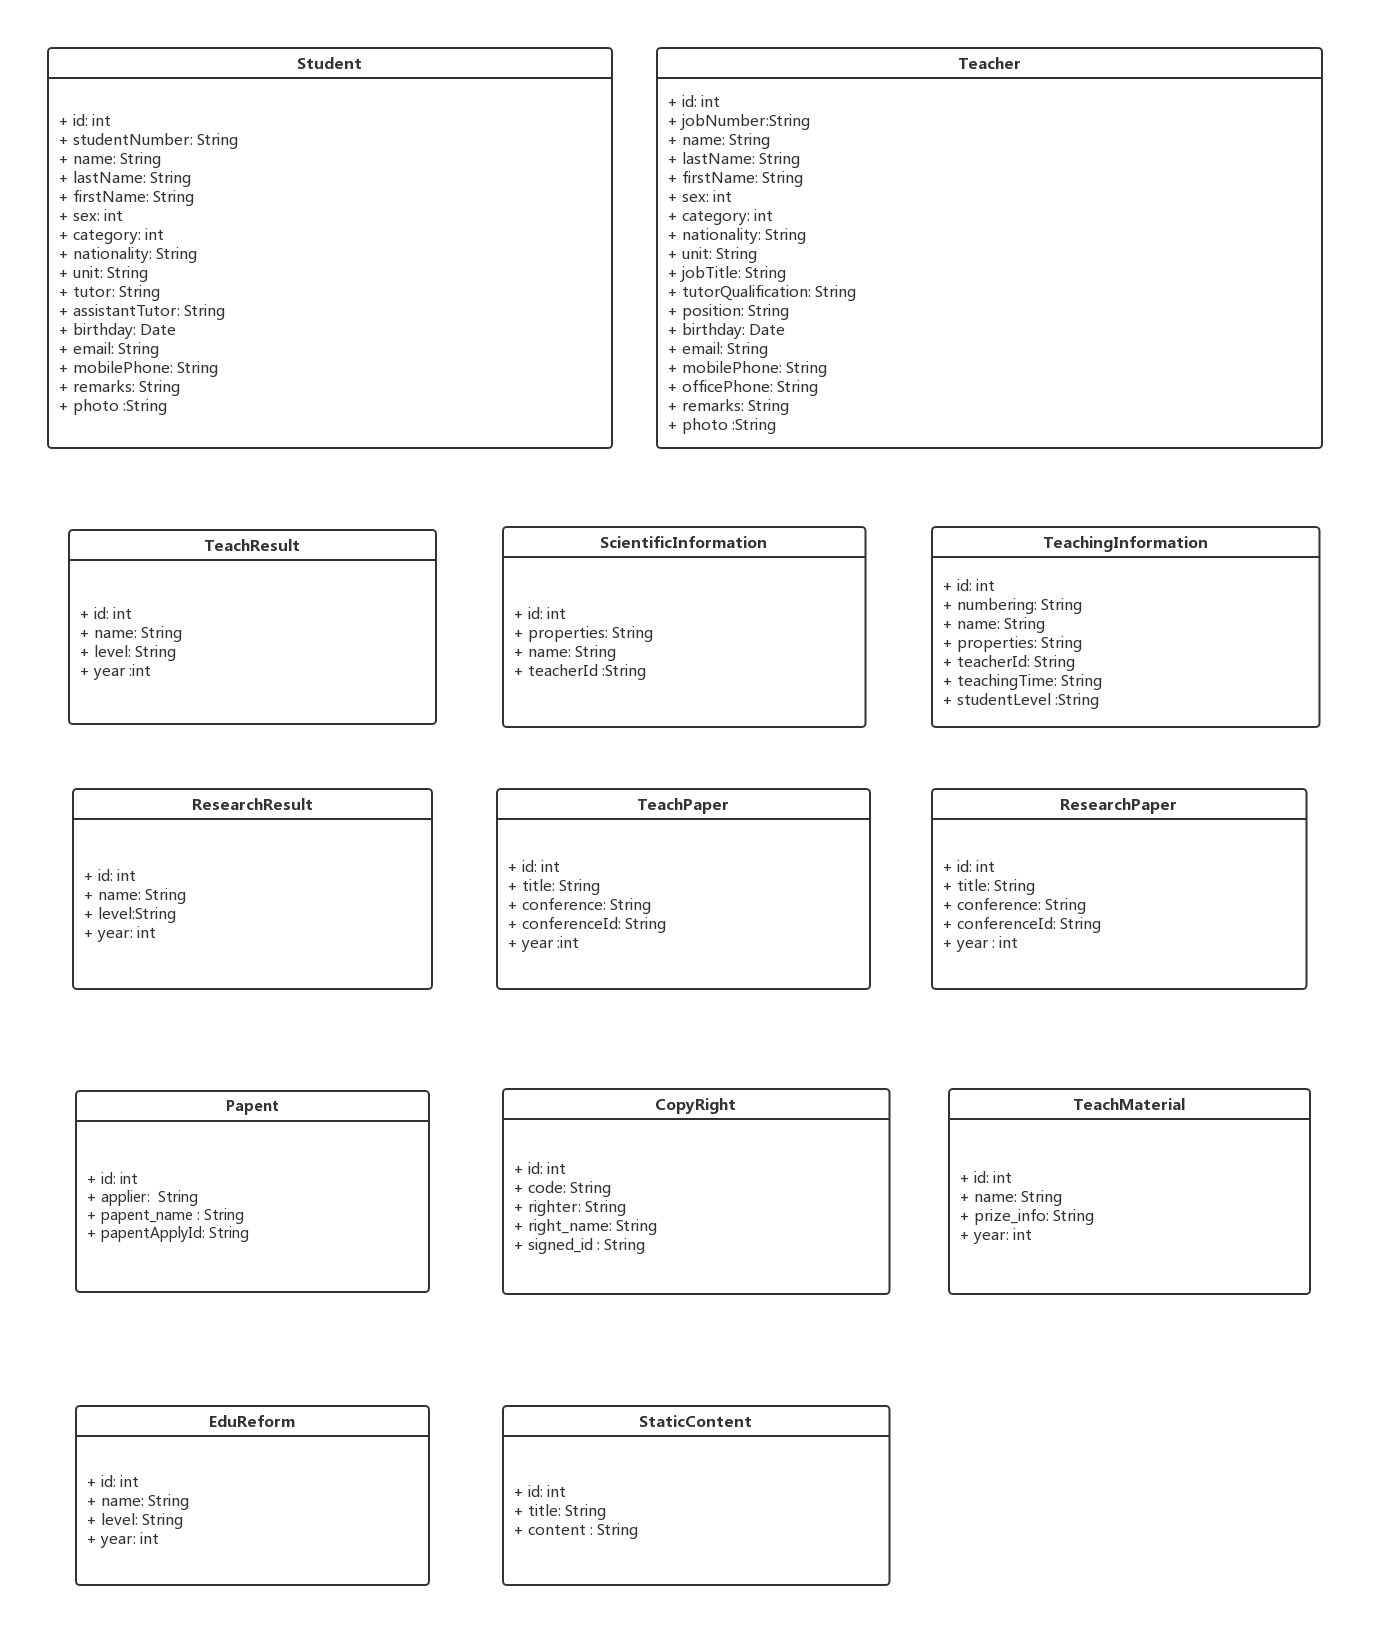 Student
+ id: int
+ studentNumber: String
+ name: String
+ lastName: String
+ firstName: String
+ sex: int
+ category: int
+ nationality: String
+ unit: String
+ tutor: String
+ assistantTutor: String
+ birthday: Date
+ email: String
+ mobilePhone: String
+ remarks: String
+ photo :String
Teacher
+ id: int
+ jobNumber:String
+ name: String
+ lastName: String
+ firstName: String
+ sex: int
+ category: int
+ nationality: String
+ unit: String
+ jobTitle: String
+ tutorQualification: String
+ position: String
+ birthday: Date
+ email: String
+ mobilePhone: String
+ officePhone: String
+ remarks: String
+ photo :String
TeachResult
+ id: int
+ name: String
+ level: String
+ year :int
ScientificInformation
+ id: int
+ properties: String
+ name: String
+ teacherId :String
TeachingInformation
+ id: int
+ numbering: String
+ name: String
+ properties: String
+ teacherId: String
+ teachingTime: String
+ studentLevel :String
ResearchResult
+ id: int
+ name: String
+ level:String
+ year: int
TeachPaper
+ id: int
+ title: String
+ conference: String
+ conferenceId: String
+ year :int
ResearchPaper
+ id: int
+ title: String
+ conference: String
+ conferenceId: String
+ year : int
Papent
+ id: int
+ applier:  String
+ papent_name : String
+ papentApplyId: String
CopyRight
+ id: int
+ code: String
+ righter: String
+ right_name: String
+ signed_id : String
TeachMaterial
+ id: int
+ name: String
+ prize_info: String
+ year: int
EduReform
+ id: int
+ name: String
+ level: String
+ year: int
StaticContent
+ id: int
+ title: String
+ content : String